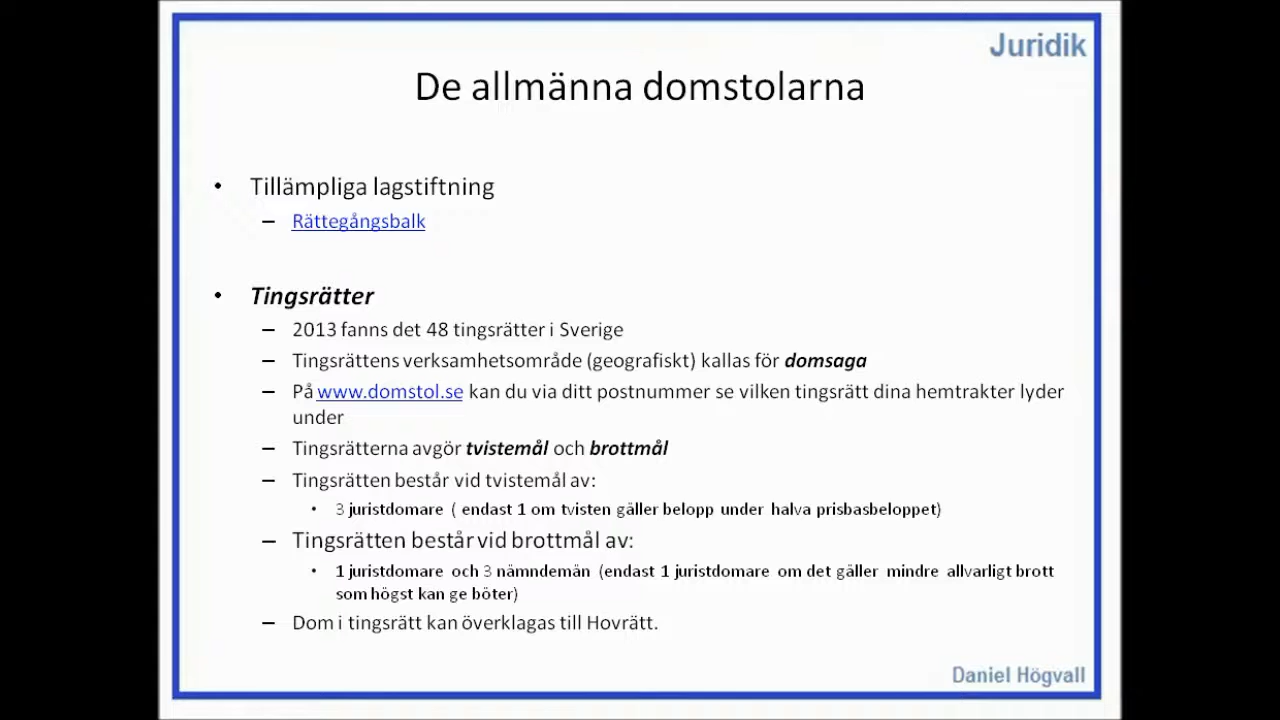 Juridik
De allmänna domstolarna
• Tillämpliga lagstiftning
– Rättegångsbalk
• Tingsrätter
– 2013 fanns det 48 tingsrätter i Sverige
– Tingsrättens verksamhetsområde (geografiskt) kallas för domsaga
– På www.domstol.se kan du via ditt postnummer se vilken tingsrätt dina hemtrakter lyder
under
– Tingsrätterna avgör tvistemål och brottmål
– Tingsrätten består vid tvistemål av:
• 3 juristdomare ( endast 1 om tvisten gäller belopp under halva prisbasbeloppet)
– Tingsrätten består vid brottmål av:
• 1 juristdomare och 3 nämndemän (endast 1 juristdomare om det gäller mindre allvarligt brott
som högst kan ge böter)
– Dom i tingsrätt kan överklagas till Hovrätt.
Daniel Högvall